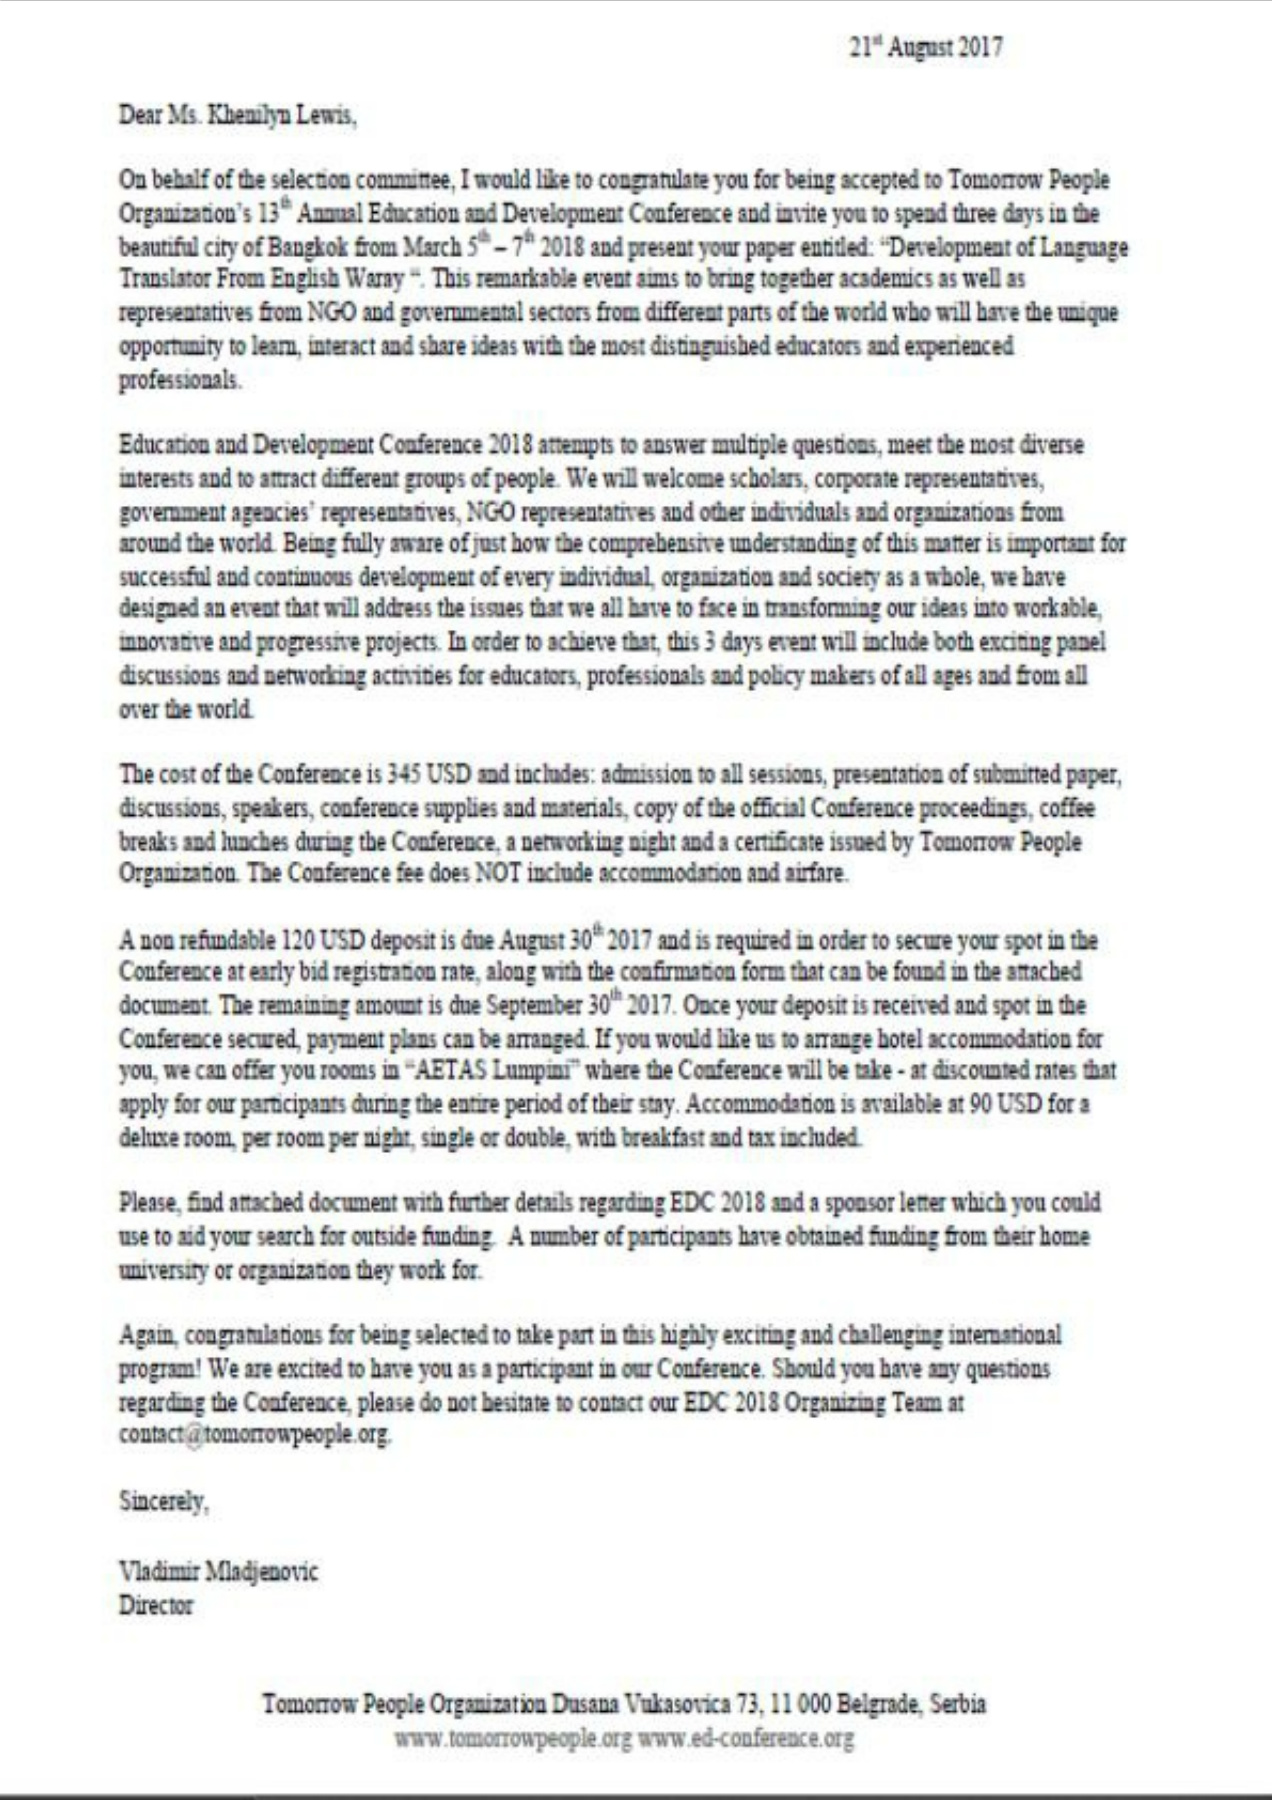 21st August 2017
Dear Ms. Khenilyn Lewis,
On behalf of the selection committee, I would like to congratulate you for being accepted to Tomorrow People
Organization's 13th Annual Education and Development Conference and invite you to spend three days in the
beautiful city of Bangkok from March 5th – 7th 2018 and present your paper entitled: “Development of Language
Translator From English Waray “. This remarkable event aims to bring together academics as well as
representatives from NGO and governmental sectors from different parts of the world who will have the unique
opportunity to learn, interact and share ideas with the most distinguished educators and experienced
professionals.
Education and Development Conference 2018 attempts to answer multiple questions, meet the most diverse
interests and to attract different groups of people. We will welcome scholars, corporate representatives,
government agencies’ representatives, NGO representatives and other individuals and organizations from
around the world. Being fully aware of just how the comprehensive understanding of this matter is important for
successful and continuous development of every individual, organization and society as a whole, we have
designed an event that will address the issues that we all have to face in transforming our ideas into workable,
innovative and progressive projects. In order to achieve that, this 3 days event will include both exciting panel
discussions and networking activities for educators, professionals and policy makers of all ages and from all
over the world.
The cost of the Conference is 345 USD and includes: admission to all sessions, presentation of submitted paper,
discussions, speakers, conference supplies and materials, copy of the official Conference proceedings, coffee
breaks and lunches during the Conference, a networking night and a certificate issued by Tomorrow People
Organization. The Conference fee does NOT include accommodation and airfare.
A non refundable 120 USD deposit is due August 30th 2017 and is required in order to secure your spot in the
Conference at early bid registration rate, along with the confirmation form that can be found in the attached
document. The remaining amount is due September 30th 2017. Once your deposit is received and spot in the
Conference secured, payment plans can be arranged. If you would like us to arrange hotel accommodation for
you, we can offer you rooms in “AETAS Lumpini” where the Conference will be take - at discounted rates that
apply for our participants during the entire period of their stay. Accommodation is available at 90 USD for a
deluxe room, per room per night, single or double, with breakfast and tax included.
Please, find attached document with further details regarding EDC 2018 and a sponsor letter which you could
use to aid your search for outside funding. A number of participants have obtained funding from their home
university or organization they work for.
Again, congratulations for being selected to take part in this highly exciting and challenging international
program! We are excited to have you as a participant in our Conference. Should you have any questions
regarding the Conference, please do not hesitate to contact our EDC 2018 Organizing Team at
contact@tomorrowpeople.org.
Sincerely,
Vladimir Mladjenovic
Director
Tomorrow People Organization Dusana Vukasovica 73, 11 000 Belgrade, Serbia
www.tomorrowpeople.org www.ed-conference.org